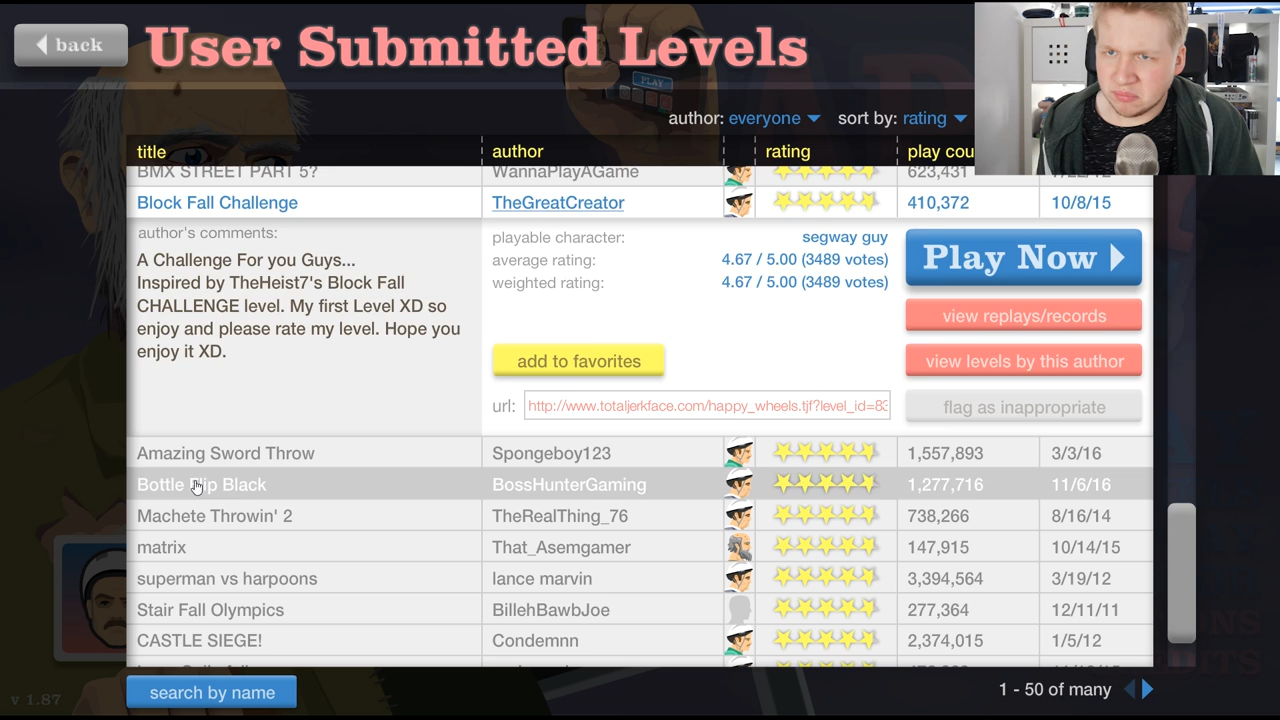 back
User Submitted Levels
PLAY
author: everyone sort by: rating
title author rating play cou
BMX STREET PART 5? WannaPlayAGame 623,431
Block Fall Challenge TheGreatCreator 410,372 10/8/15
author's comments:
A Challenge For you Guys...
Inspired by TheHeist7's Block Fall
CHALLENGE level. My first Level XD so
enjoy and please rate my level. Hope you
enjoy it XD.
playable character: segway guy
average rating: 4.67 / 5.00 (3489 votes)
weighted rating: 4.67 / 5.00 (3489 votes)
add to favorites
url: http://www.totaljerkface.com/happy_wheels.tjf?level_id=83
Play Now
view replays/records
view levels by this author
flag as inappropriate
Amazing Sword Throw Spongeboy123 1,557,893 3/3/16
Bottle Flip Black BossHunterGaming 1,277,716 11/6/16
Machete Throwin' 2 TheRealThing_76 738,266 8/16/14
matrix That_Asemgamer 147,915 10/14/15
superman vs harpoons lance marvin 3,394,564 3/19/12
Stair Fall Olympics BillehBawbJoe 277,364 12/11/11
CASTLE SIEGE! Condemnn 2,374,015 1/5/12
search by name
1 - 50 of many
v 1.87